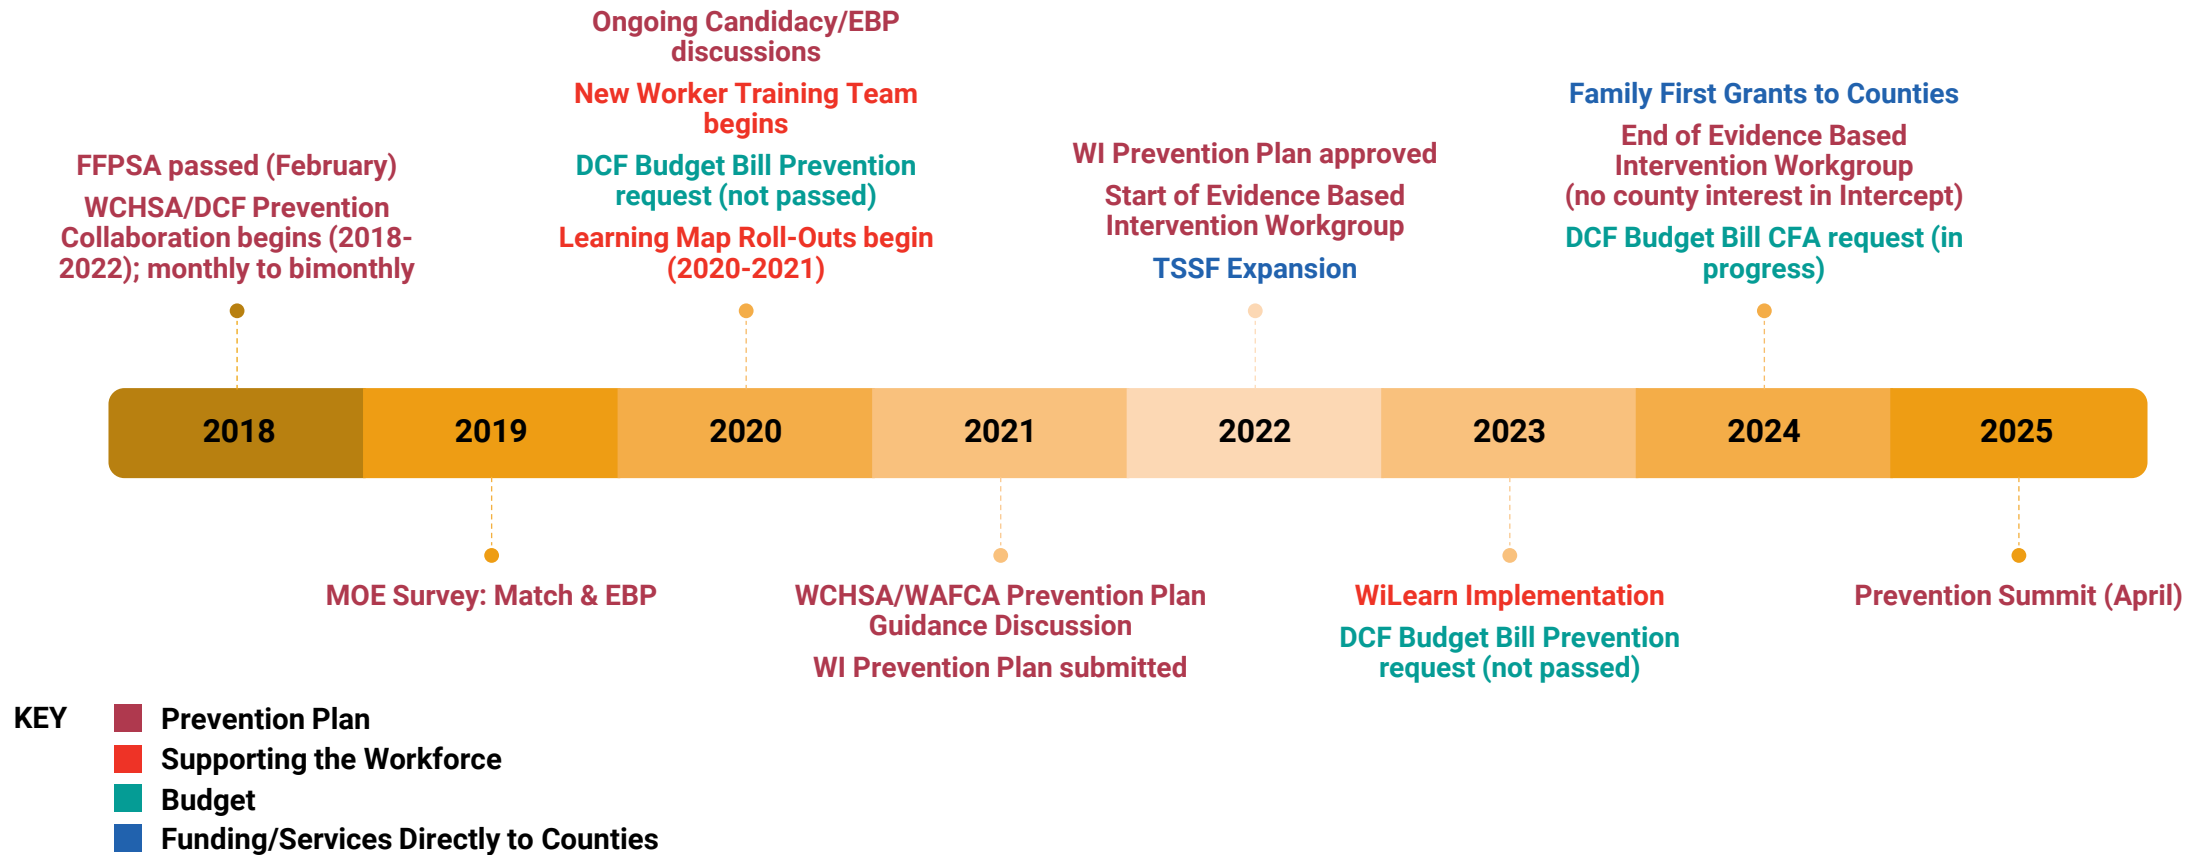 Ongoing Candidacy/EBP
discussions
New Worker Training Team
begins
DCF Budget Bill Prevention
request (not passed)
Learning Map Roll-Outs begin
(2020-2021)
FFPSA passed (February)
WCHSA/DCF Prevention
Collaboration begins (2018-
2022); monthly to bimonthly
WI Prevention Plan approved
Start of Evidence Based
Intervention Workgroup
TSSF Expansion
Family First Grants to Counties
End of Evidence Based
Intervention Workgroup
(no county interest in Intercept)
DCF Budget Bill CFA request (in
progress)
2018
2019
2020
2021
2022
2023
2024
2025
MOE Survey: Match & EBP
WCHSA/WAFCA Prevention Plan
Guidance Discussion
WI Prevention Plan submitted
WiLearn Implementation
DCF Budget Bill Prevention
request (not passed)
Prevention Summit (April)
KEY
Prevention Plan
Supporting the Workforce
Budget
Funding/Services Directly to Counties